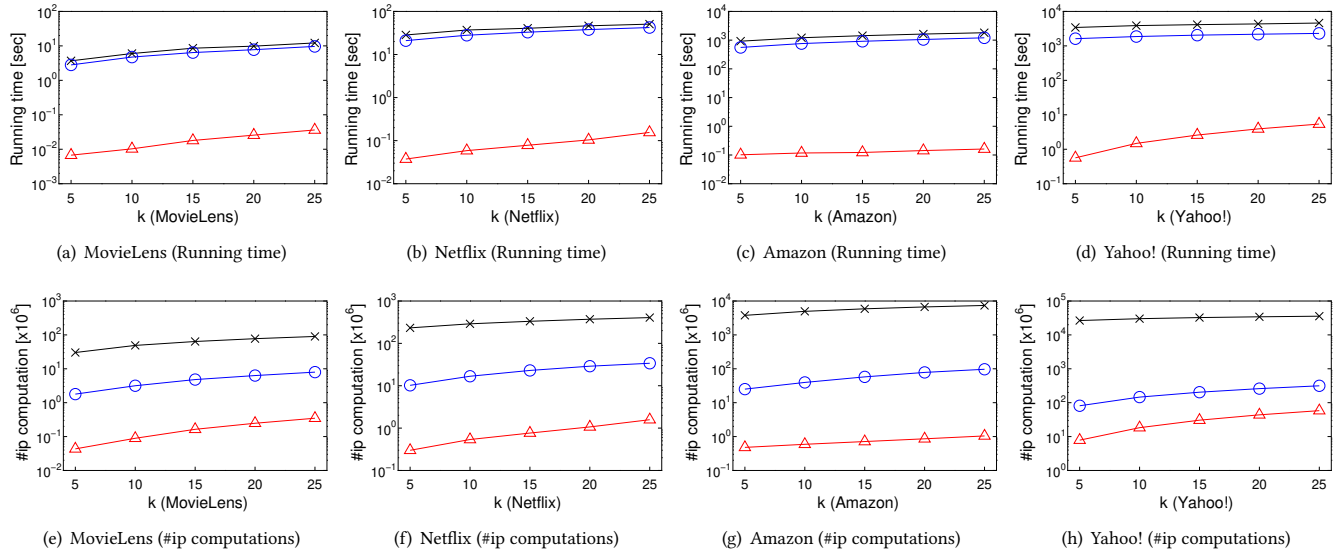 10^2
10^1
10^0
10^-1
10^-2
10^-3
Running time [sec]
5 10 15 20 25
k (MovieLens)
(a) MovieLens (Running time)
10^2
10^1
10^0
10^-1
10^-2
Running time [sec]
5 10 15 20 25
k (Netflix)
(b) Netflix (Running time)
10^4
10^3
10^2
10^1
10^0
10^-1
10^-2
Running time [sec]
5 10 15 20 25
k (Amazon)
(c) Amazon (Running time)
10^4
10^3
10^2
10^1
10^0
10^-1
Running time [sec]
5 10 15 20 25
k (Yahoo!)
(d) Yahoo! (Running time)
10^3
10^2
10^1
10^0
10^-1
10^-2
#ip computation [x10^6]
5 10 15 20 25
k (MovieLens)
(e) MovieLens (#ip computations)
10^3
10^2
10^1
10^0
10^-1
#ip computation [x10^6]
5 10 15 20 25
k (Netflix)
(f) Netflix (#ip computations)
10^4
10^3
10^2
10^1
10^0
10^-1
#ip computation [x10^6]
5 10 15 20 25
k (Amazon)
(g) Amazon (#ip computations)
10^5
10^4
10^3
10^2
10^1
10^0
#ip computation [x10^6]
5 10 15 20 25
k (Yahoo!)
(h) Yahoo! (#ip computations)